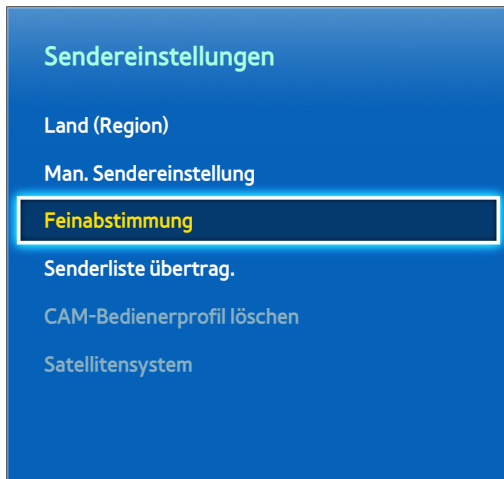 Sendereinstellungen
Land (Region)
Man. Sendereinstellung
Feinabstimmung
Senderliste übertrag.
CAM-Bedienerprofil löschen
Satellitensystem